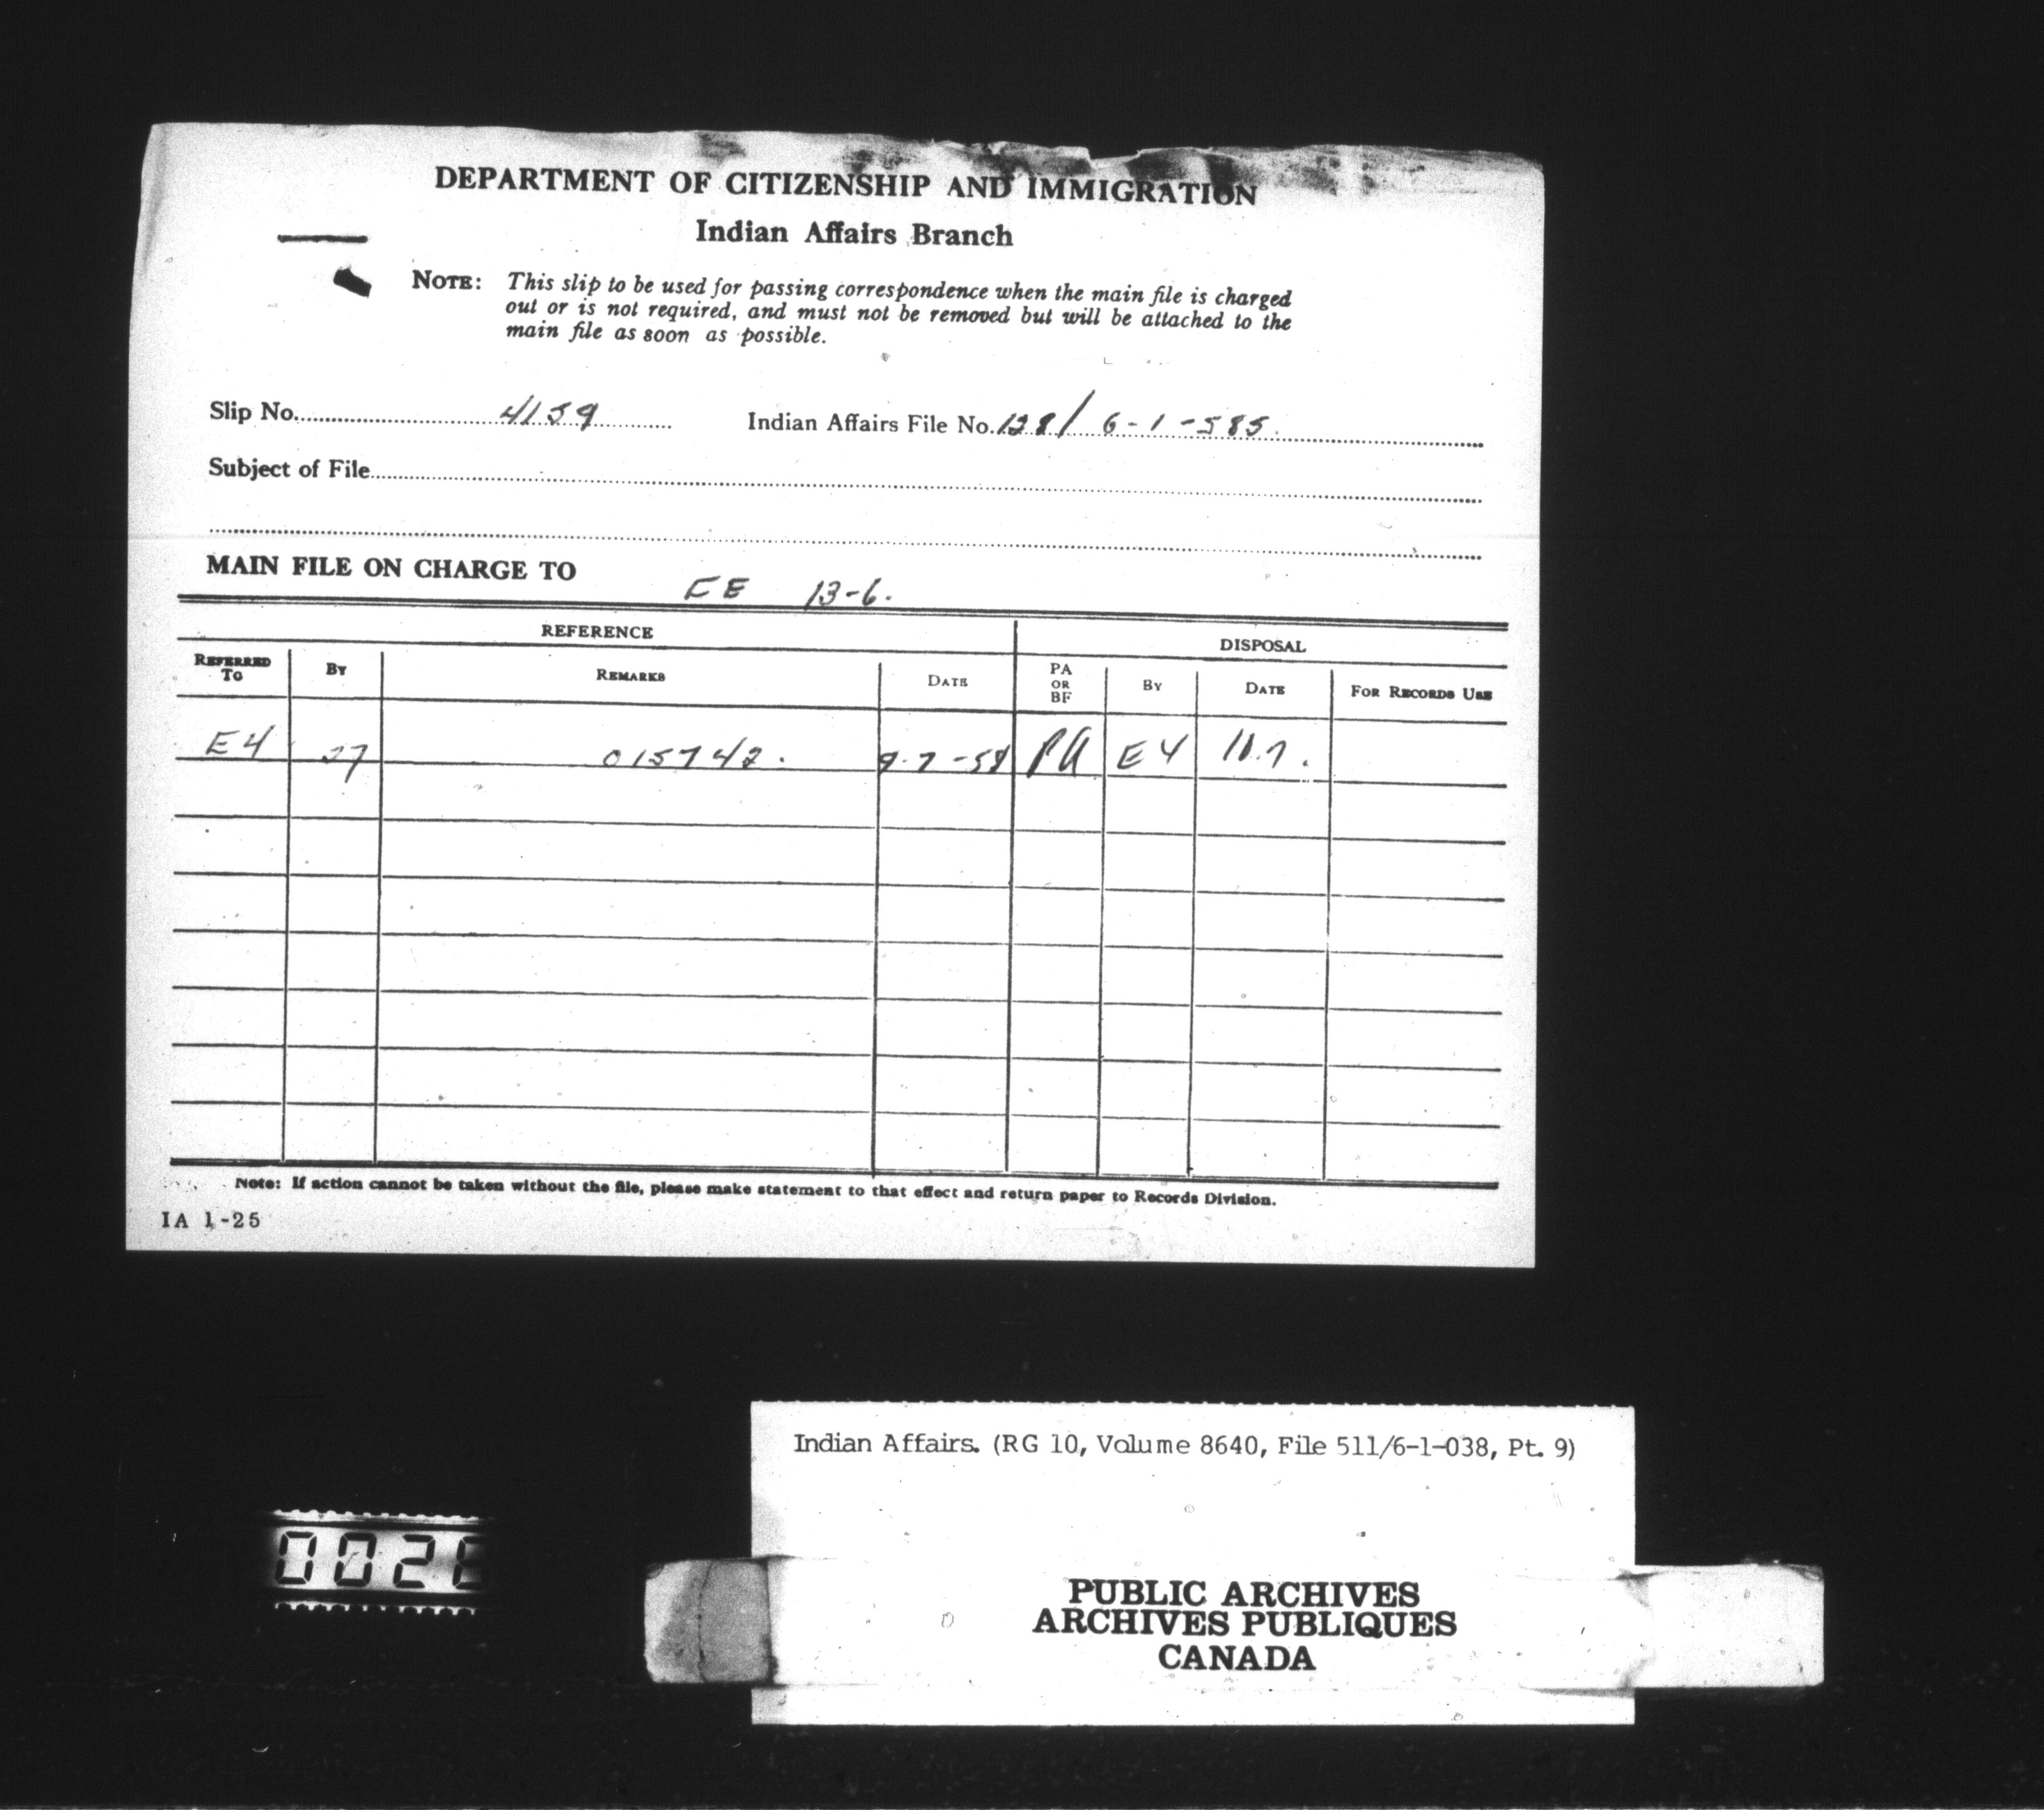 DEPARTMENT OF CITIZENSHIP AND IMMIGRATION
Indian Affairs Branch
NOTE: This slip to be used for passing correspondence when the main file is charged
out or is not required, and must not be removed but will be attached to the
main file as soon as possible.
Slip No. 4159 Indian Affairs File No. 128/ 6-1-585.
Subject of File
MAIN FILE ON CHARGE TO EE 13-6.
REFERENCE DISPOSAL
REFERRED TO BY REMARKS DATE PA OR BF BY DATE FOR RECORDS USE
E4 27 015742. 9-7-58 PA E4 10.7.
Note: If action cannot be taken without the file, please make statement to that effect and return paper to Records Division.
IA 1-25
Indian Affairs. (RG 10, Volume 8640, File 511/6-1-038, Pt. 9)
PUBLIC ARCHIVES
ARCHIVES PUBLIQUES
CANADA